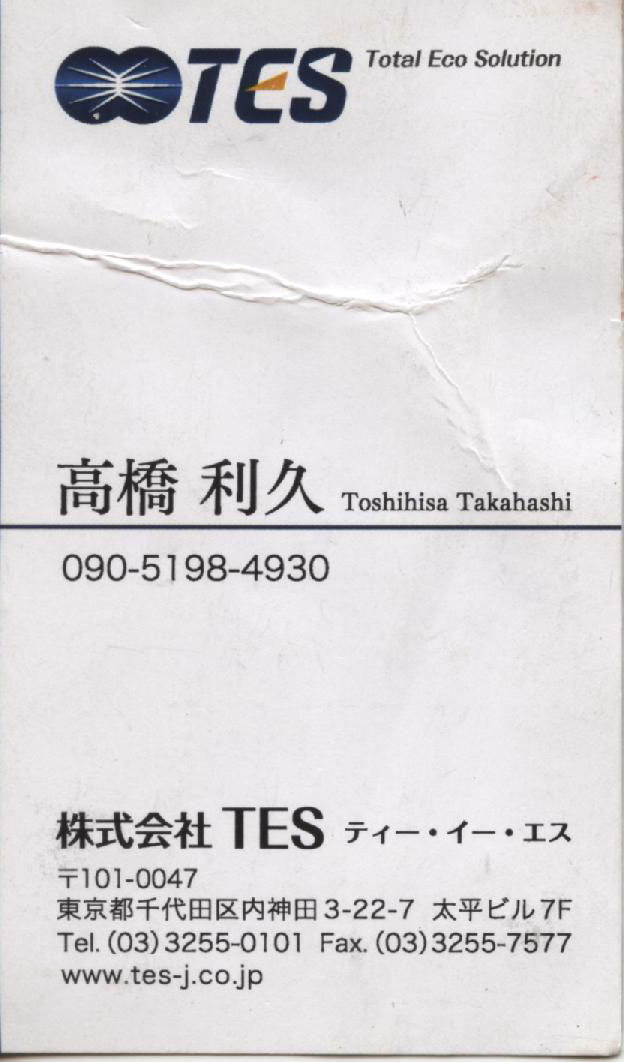 TES Total Eco Solution
高橋 利久 Toshihisa Takahashi
090-5198-4930
株式会社 TES ティー・イー・エス
〒101-0047
東京都千代田区内神田3-22-7 太平ビル7F
Tel. (03) 3255-0101 Fax. (03) 3255-7577
www.tes-j.co.jp